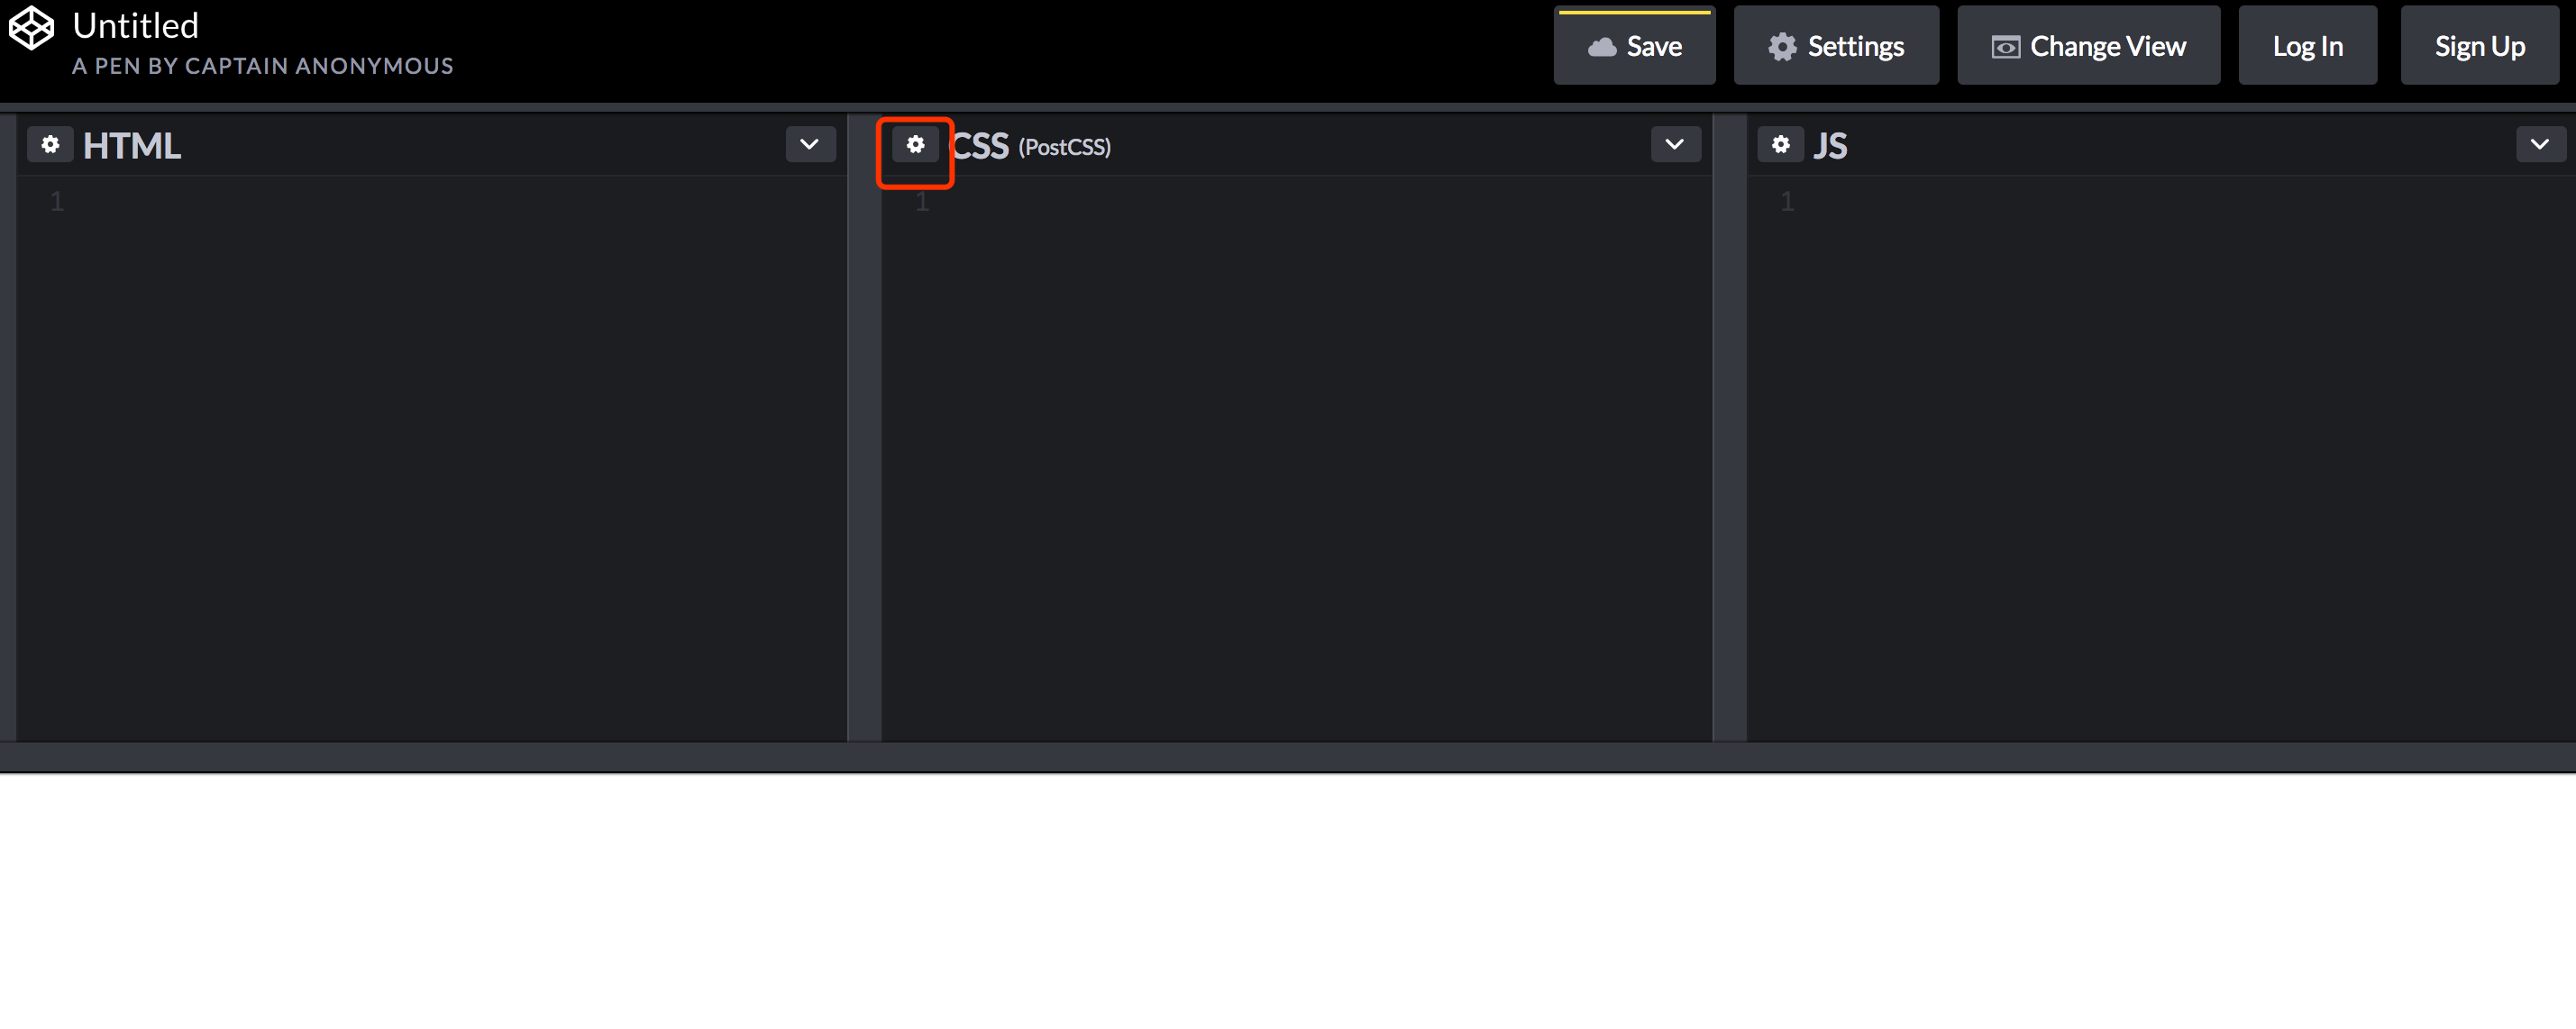 Untitled
A PEN BY CAPTAIN ANONYMOUS
Save
Settings
Change View
Log In
Sign Up
HTML
CSS (PostCSS)
JS
1
1
1